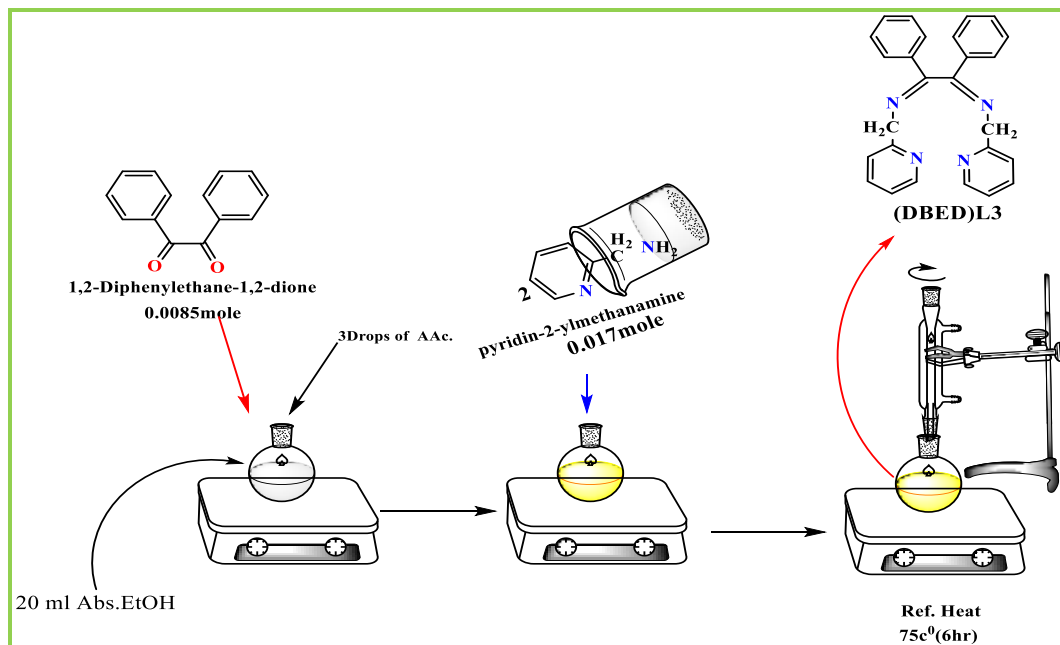 O
O
1,2-Diphenylethane-1,2-dione
0.0085mole
3Drops of AAc.
20 ml Abs.EtOH
2
N
H2
C
NH2
pyridin-2-ylmethanamine
0.017mole
N
N
H2C
CH2
N
N
(DBED)L3
Ref. Heat
75c0(6hr)